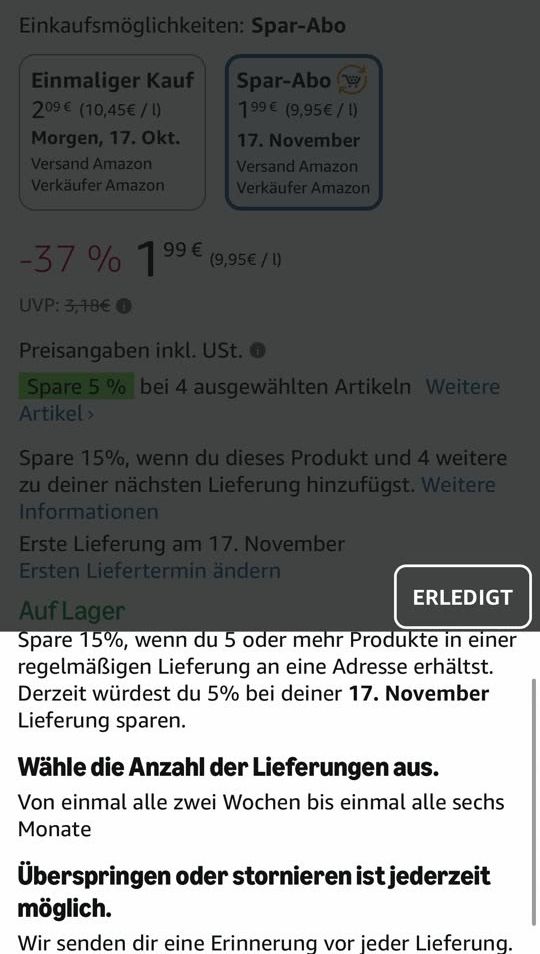 Einkaufsmöglichkeiten: Spar-Abo
Einmaliger Kauf
2⁰⁹ € (10,45€ / l)
Morgen, 17. Okt.
Versand Amazon
Verkäufer Amazon
Spar-Abo
1⁹⁹ € (9,95€ / l)
17. November
Versand Amazon
Verkäufer Amazon
-37 % 1⁹⁹ € (9,95€ / l)
UVP: 3,18€
Preisangaben inkl. USt.
Spare 5 % bei 4 ausgewählten Artikeln Weitere
Artikel ›
Spare 15%, wenn du dieses Produkt und 4 weitere
zu deiner nächsten Lieferung hinzufügst. Weitere
Informationen
Erste Lieferung am 17. November
Ersten Liefertermin ändern
ERLEDIGT
Auf Lager
Spare 15%, wenn du 5 oder mehr Produkte in einer
regelmäßigen Lieferung an eine Adresse erhältst.
Derzeit würdest du 5% bei deiner 17. November
Lieferung sparen.
Wähle die Anzahl der Lieferungen aus.
Von einmal alle zwei Wochen bis einmal alle sechs
Monate
Überspringen oder stornieren ist jederzeit
möglich.
Wir senden dir eine Erinnerung vor jeder Lieferung.